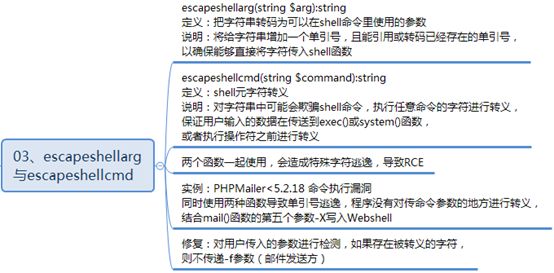 escapeshellarg(string $arg):string
定义：把字符串转码为可以在shell命令里使用的参数
说明：将给字符串增加一个单引号，且能引用或转码已经存在的单引号，
以确保能够直接将字符传入shell函数
escapeshellcmd(string $command):string
定义：shell元字符转义
说明：对字符串中可能会欺骗shell命令，执行任意命令的字符进行转义，
保证用户输入的数据在传送到exec()或system()函数，
或者执行操作符之前进行转义
03、escapeshellarg
与escapeshellcmd
两个函数一起使用，会造成特殊字符逃逸，导致RCE
实例：PHPMailer<5.2.18 命令执行漏洞
同时使用两种函数导致单引号逃逸，程序没有对传命令参数的地方进行转义，
结合mail()函数的第五个参数-X写入Webshell
修复：对用户传入的参数进行检测，如果存在被转义的字符，
则不传递-f参数（邮件发送方）